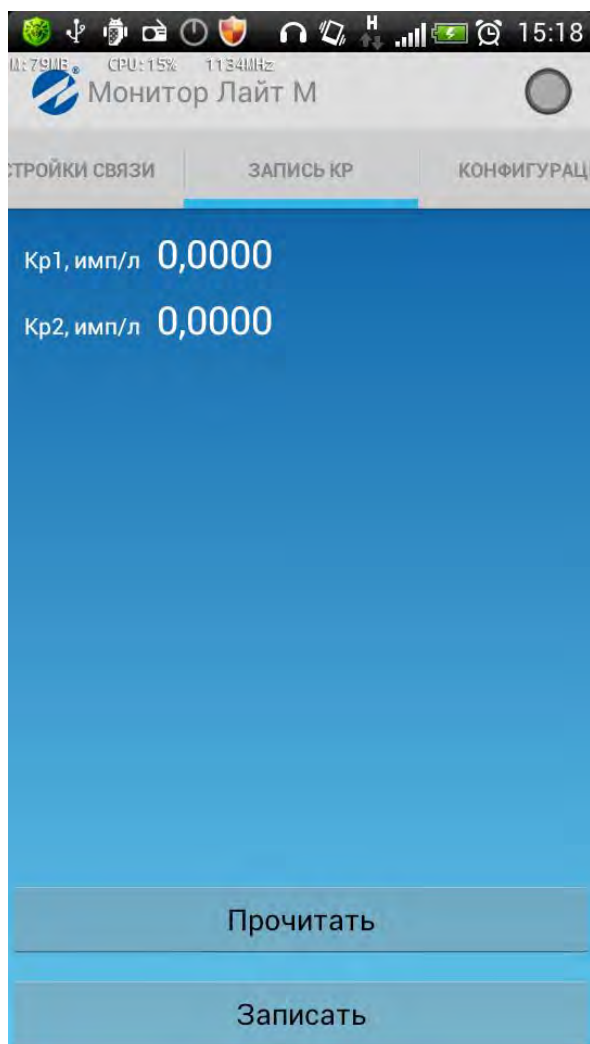 H 15:18
M:79MB CPU:15% 1134MHz
Монитор Лайт М
СТРОЙКИ СВЯЗИ ЗАПИСЬ КР КОНФИГУРАЦ
Кр1, имп/л 0,0000
Кр2, имп/л 0,0000
Прочитать
Записать